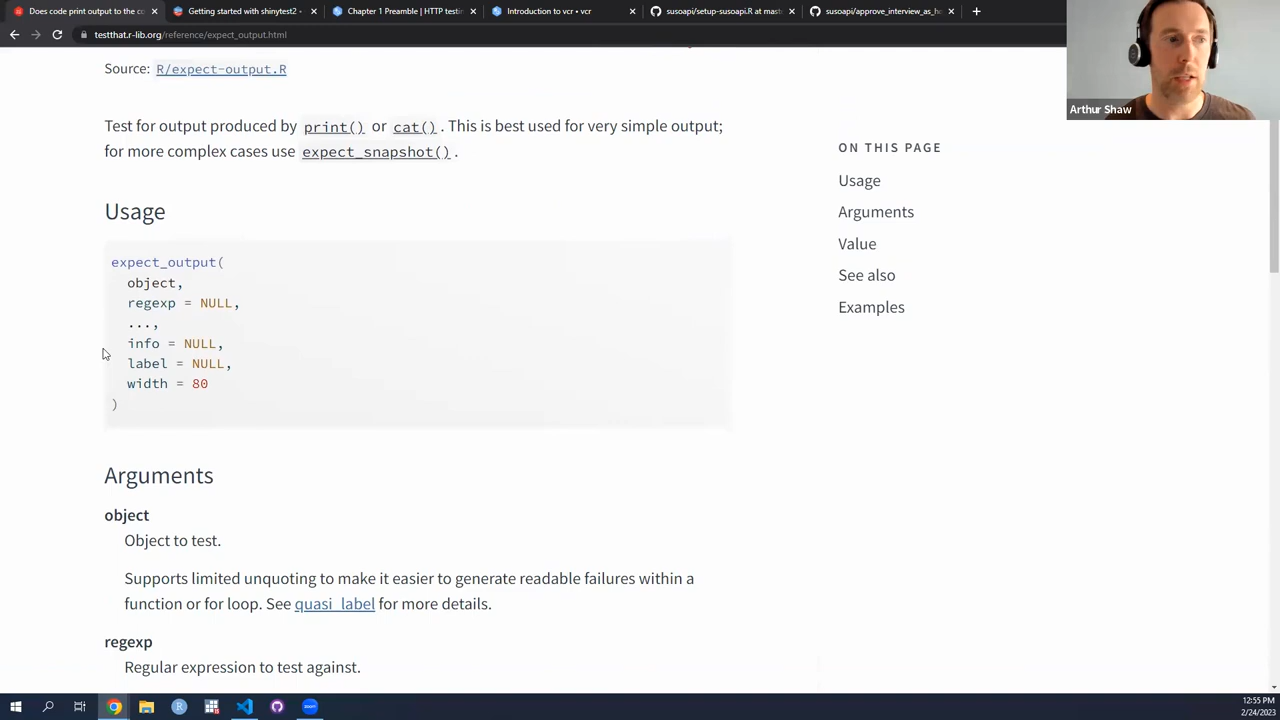 Does code print output to the co
Getting started with shinytest2 •
Chapter 1 Preamble | HTTP testi
Introduction to vcr • vcr
susoapi/setup-susoapi.R at mast
susoapi/approve_interview_as_h
testthat.r-lib.org/reference/expect_output.html
Arthur Shaw
Source: R/expect-output.R
Test for output produced by print() or cat(). This is best used for very simple output;
for more complex cases use expect_snapshot().
Usage
expect_output(
object,
regexp = NULL,
...,
info = NULL,
label = NULL,
width = 80
)
Arguments
object
Object to test.
Supports limited unquoting to make it easier to generate readable failures within a
function or for loop. See quasi_label for more details.
regexp
Regular expression to test against.
ON THIS PAGE
Usage
Arguments
Value
See also
Examples
12:55 PM
2/24/2023